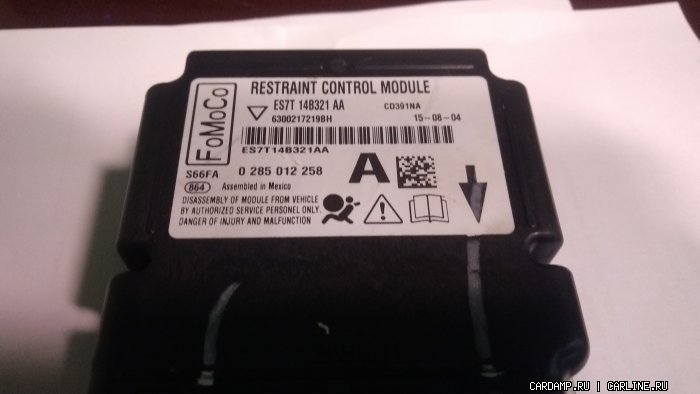 FoMoCo
RESTRAINT CONTROL MODULE
ES7T 14B321 AA CD391NA
6300217219BH 15-08-04
ES7T14B321AA
S66FA 0 285 012 258 A
864 Assembled in Mexico
DISASSEMBLY OF MODULE FROM VEHICLE
BY AUTHORIZED SERVICE PERSONEL ONLY.
DANGER OF INJURY AND MALFUNCTION
CARDAMP.RU | CARLINE.RU